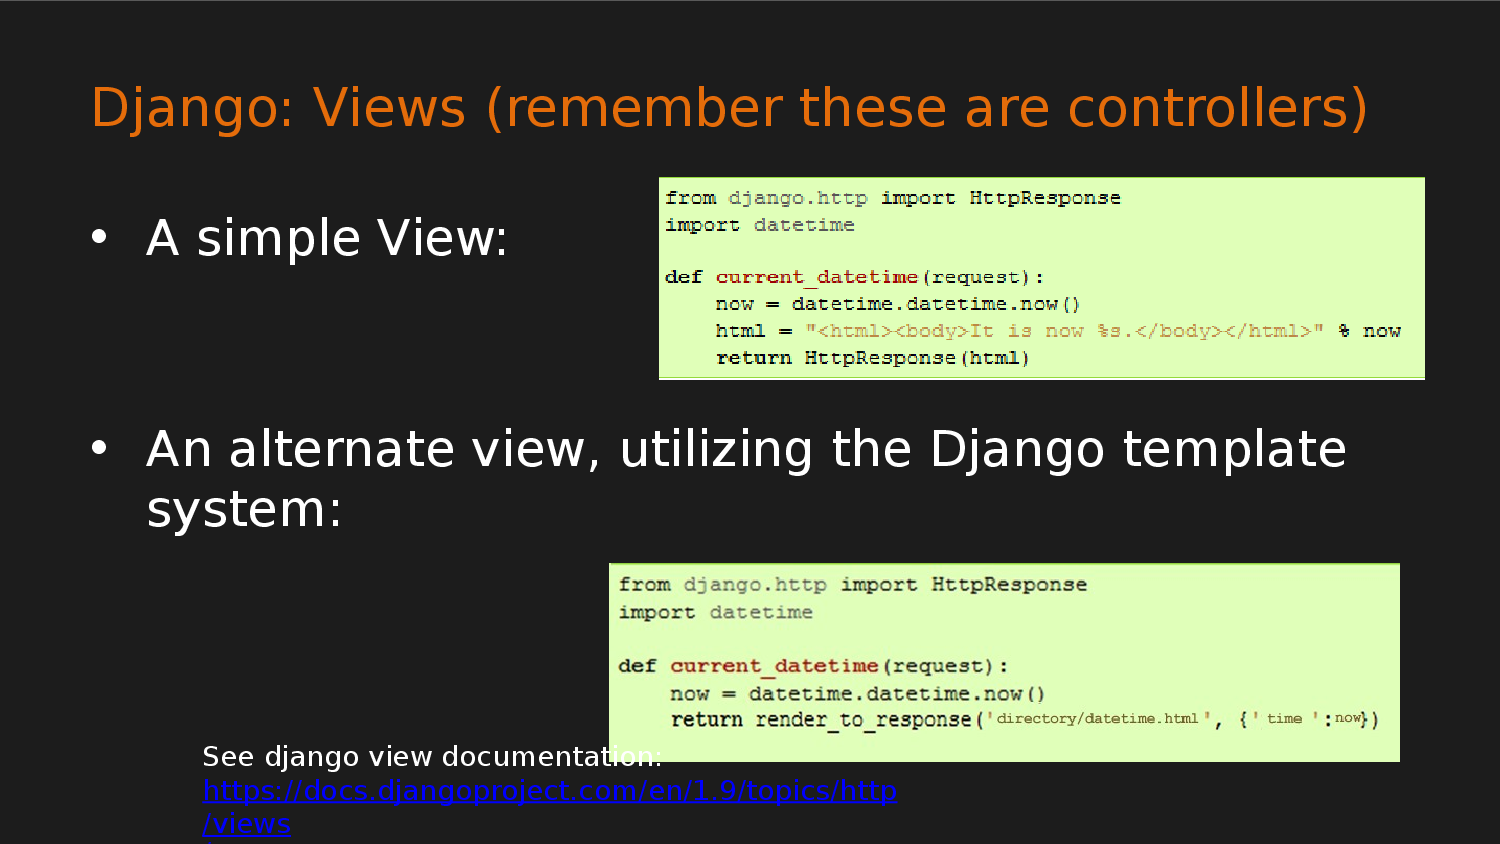 Django: Views (remember these are controllers)
• A simple View:
from django.http import HttpResponse
import datetime
def current_datetime(request):
    now = datetime.datetime.now()
    html = "<html><body>It is now %s.</body></html>" % now
    return HttpResponse(html)
• An alternate view, utilizing the Django template
system:
from django.http import HttpResponse
import datetime
def current_datetime(request):
    now = datetime.datetime.now()
    return render_to_response('directory/datetime.html', {'time':now})
See django view documentation:
https://docs.djangoproject.com/en/1.9/topics/http
/views